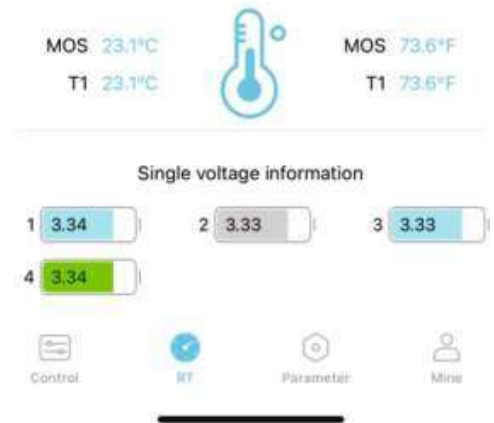 MOS 23.1°C MOS 73.6°F
T1 23.1°C T1 73.6°F
Single voltage information
1 3.34 2 3.33 3 3.33
4 3.34
Control RT Parameter Mine